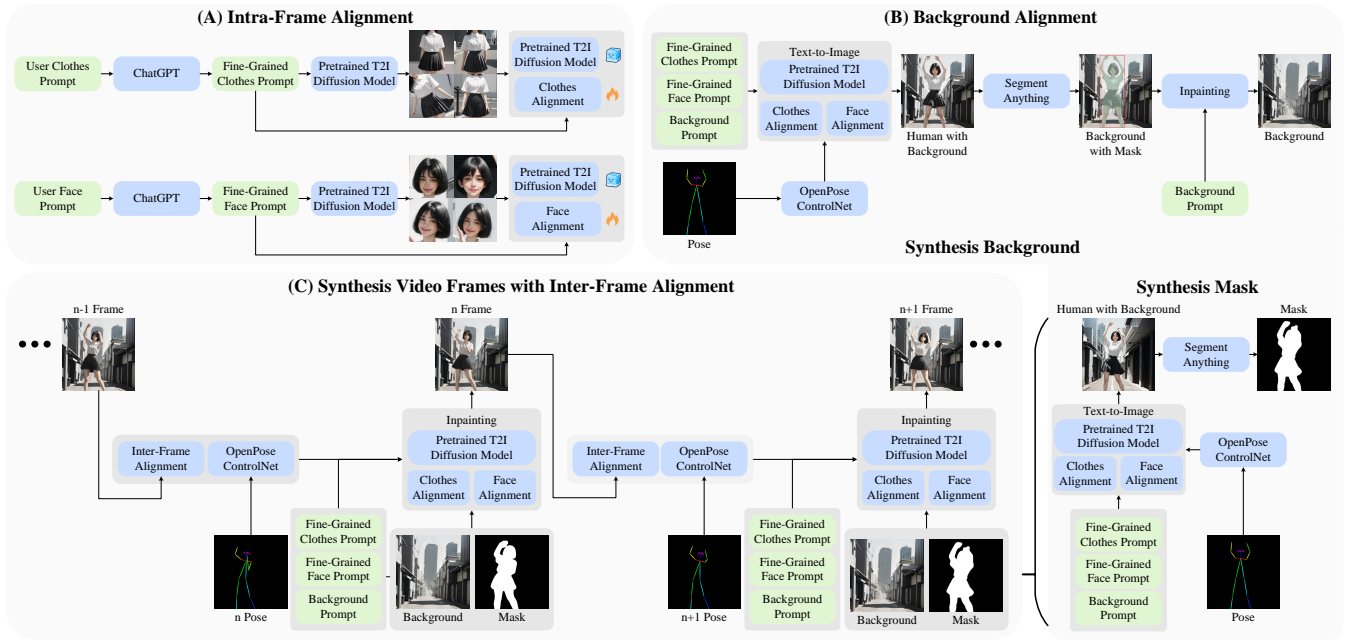 (A) Intra-Frame Alignment
User Clothes
Prompt
ChatGPT
Fine-Grained
Clothes Prompt
Pretrained T2I
Diffusion Model
Pretrained T2I
Diffusion Model
Clothes
Alignment
User Face
Prompt
ChatGPT
Fine-Grained
Face Prompt
Pretrained T2I
Diffusion Model
Pretrained T2I
Diffusion Model
Face
Alignment
(B) Background Alignment
Fine-Grained
Clothes Prompt
Fine-Grained
Face Prompt
Background
Prompt
Text-to-Image
Pretrained T2I
Diffusion Model
Clothes
Alignment
Face
Alignment
Human with
Background
Segment
Anything
Background
with Mask
Inpainting
Background
Pose
OpenPose
ControlNet
Background
Prompt
Synthesis Background
(C) Synthesis Video Frames with Inter-Frame Alignment
n-1 Frame
n Frame
n+1 Frame
Inter-Frame
Alignment
OpenPose
ControlNet
Inpainting
Pretrained T2I
Diffusion Model
Clothes
Alignment
Face
Alignment
n Pose
Fine-Grained
Clothes Prompt
Fine-Grained
Face Prompt
Background
Prompt
Background
Mask
Inter-Frame
Alignment
OpenPose
ControlNet
Inpainting
Pretrained T2I
Diffusion Model
Clothes
Alignment
Face
Alignment
n+1 Pose
Fine-Grained
Clothes Prompt
Fine-Grained
Face Prompt
Background
Prompt
Background
Mask
Synthesis Mask
Human with Background
Mask
Segment
Anything
Text-to-Image
Pretrained T2I
Diffusion Model
Clothes
Alignment
Face
Alignment
OpenPose
ControlNet
Fine-Grained
Clothes Prompt
Fine-Grained
Face Prompt
Background
Prompt
Pose